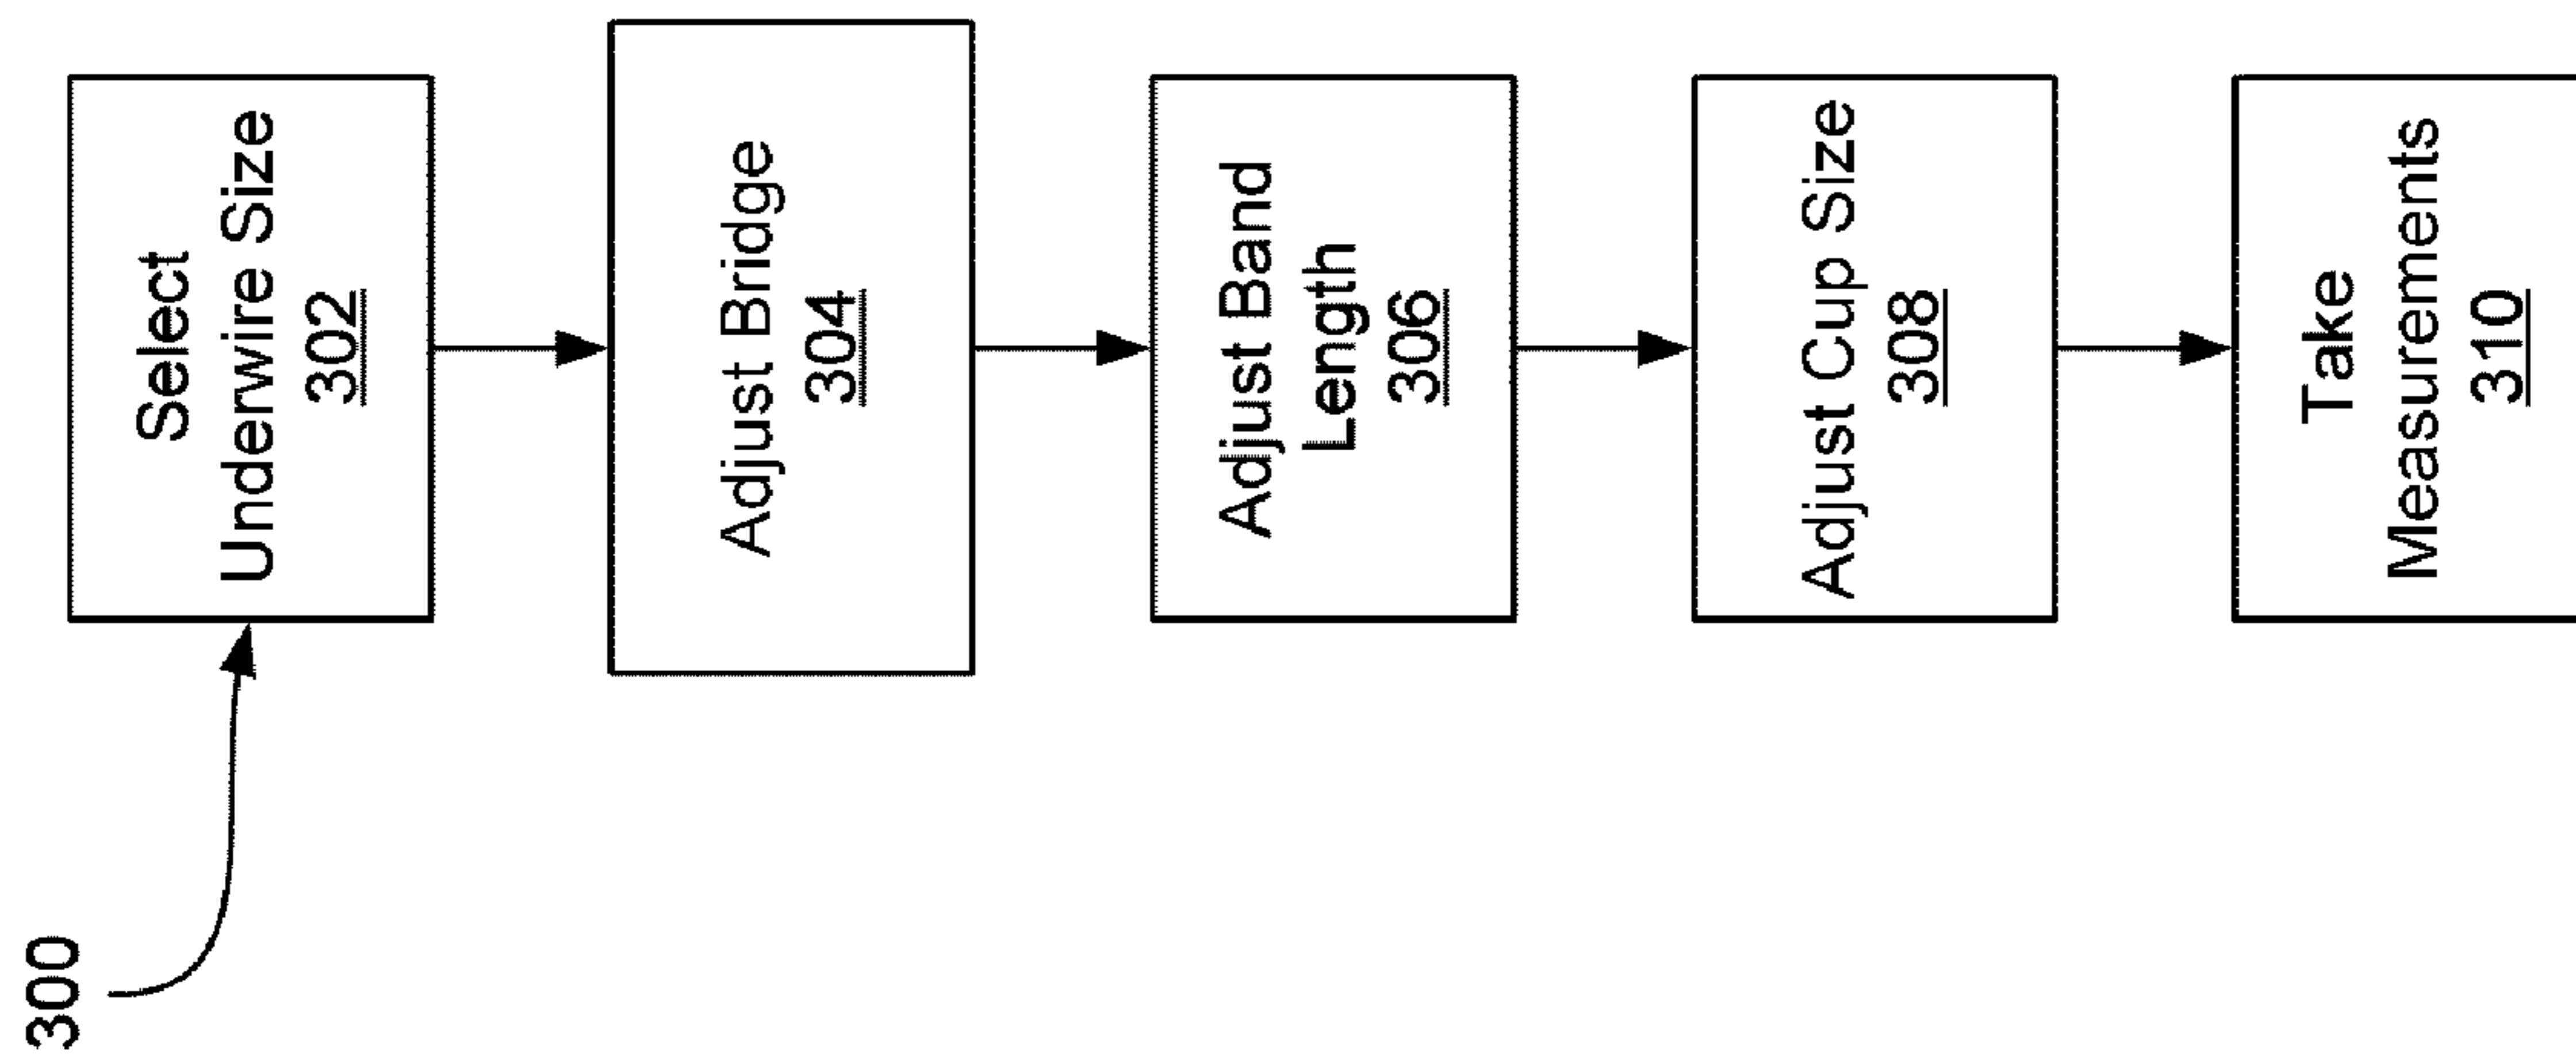 300
Select
Underwire Size
302
Adjust Bridge
304
Adjust Band
Length
306
Adjust Cup Size
308
Take
Measurements
310